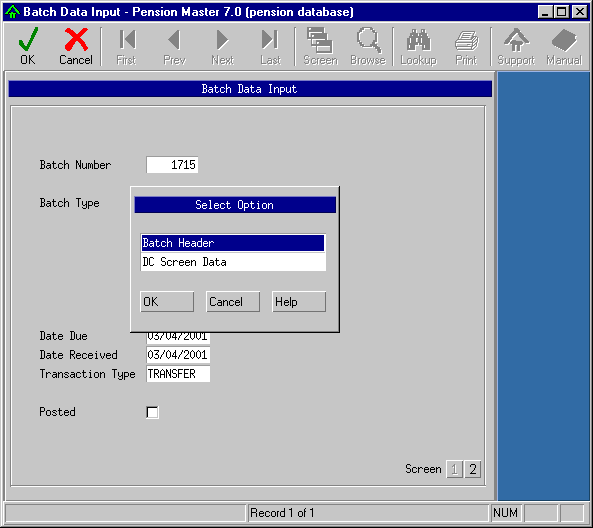 Batch Data Input - Pension Master 7.0 (pension database)
OK Cancel First Prev Next Last Screen Browse Lookup Print Support Manual
Batch Data Input
Batch Number 1715
Batch Type
Select Option
Batch Header
DC Screen Data
OK Cancel Help
Date Due 03/04/2001
Date Received 03/04/2001
Transaction Type TRANSFER
Posted
Screen 1 2
Record 1 of 1 NUM